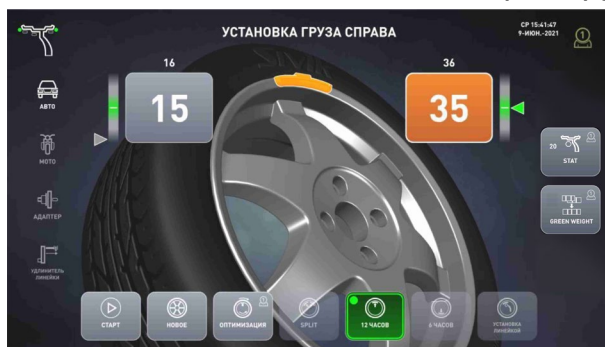 УСТАНОВКА ГРУЗА СПРАВА
СР 15:41:47
9-ИЮН.-2021
1
16
36
15
35
АВТО
МОТО
АДАПТЕР
УДЛИНИТЕЛЬ
ЛИНЕЙКИ
20
STAT
GREEN WEIGHT
СТАРТ
НОВОЕ
ОПТИМИЗАЦИЯ
SPLIT
12 ЧАСОВ
6 ЧАСОВ
УСТАНОВКА
ЛИНЕЙКОЙ